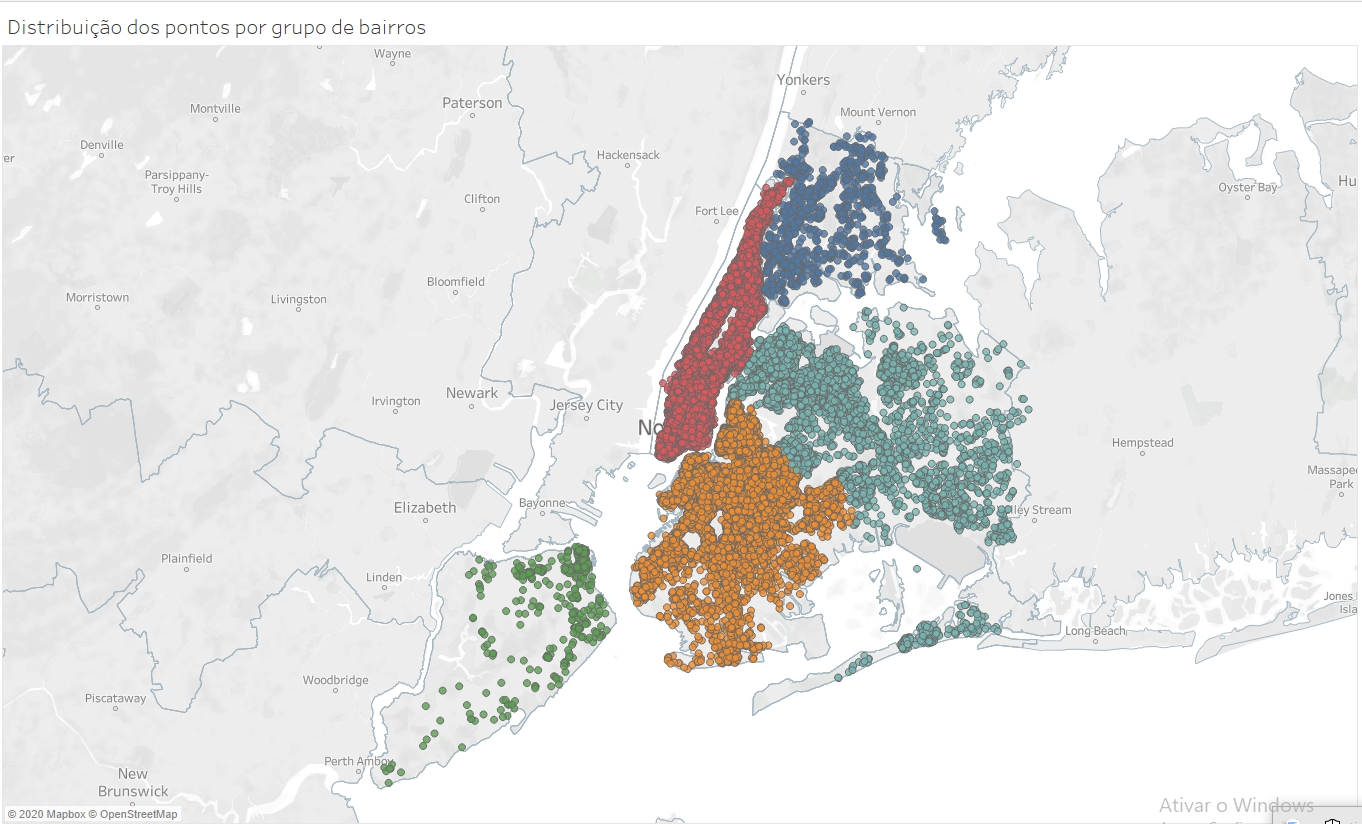 Distribuição dos pontos por grupo de bairros
Wayne
Yonkers
Paterson
Montville
Mount Vernon
Denville
er
Hackensack
Parsippany-
Troy Hills
Oyster Bay
Hu
Clifton
Fort Lee
Bloomfield
Morristown
Livingston
Newark
Irvington
Jersey City
No
Hempstead
Massape
Park
Elizabeth
Bayonne
lley Stream
Plainfield
Linden
Jones
Isla
Long Beach
Woodbridge
Piscataway
Perth Amboy
New
Brunswick
Ativar o Windows
© 2020 Mapbox © OpenStreetMap